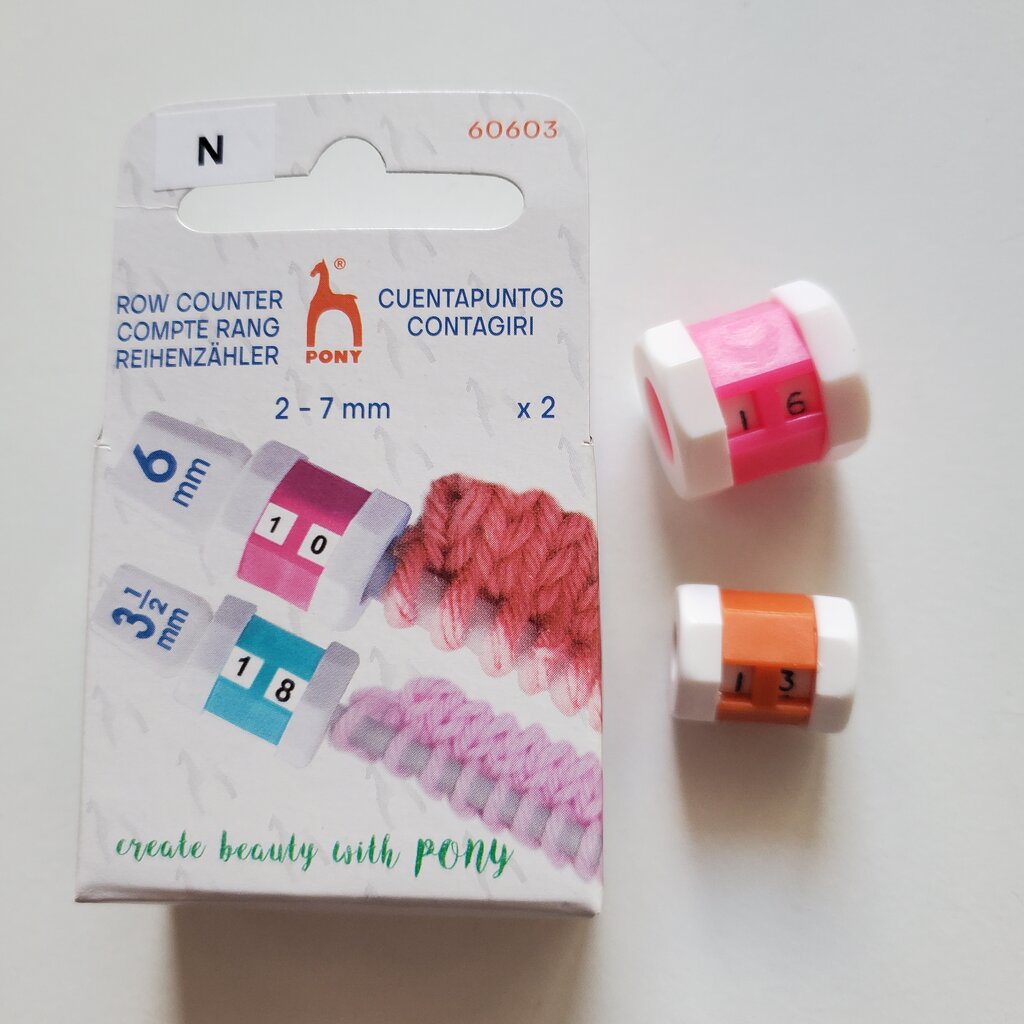 N
60603
ROW COUNTER
COMPTE RANG
REIHENZÄHLER
®
PONY
CUENTAPUNTOS
CONTAGIRI
2 - 7 mm
x 2
6
mm
1 0
3 1/2
mm
1 8
create beauty with PONY
1 6
1 3